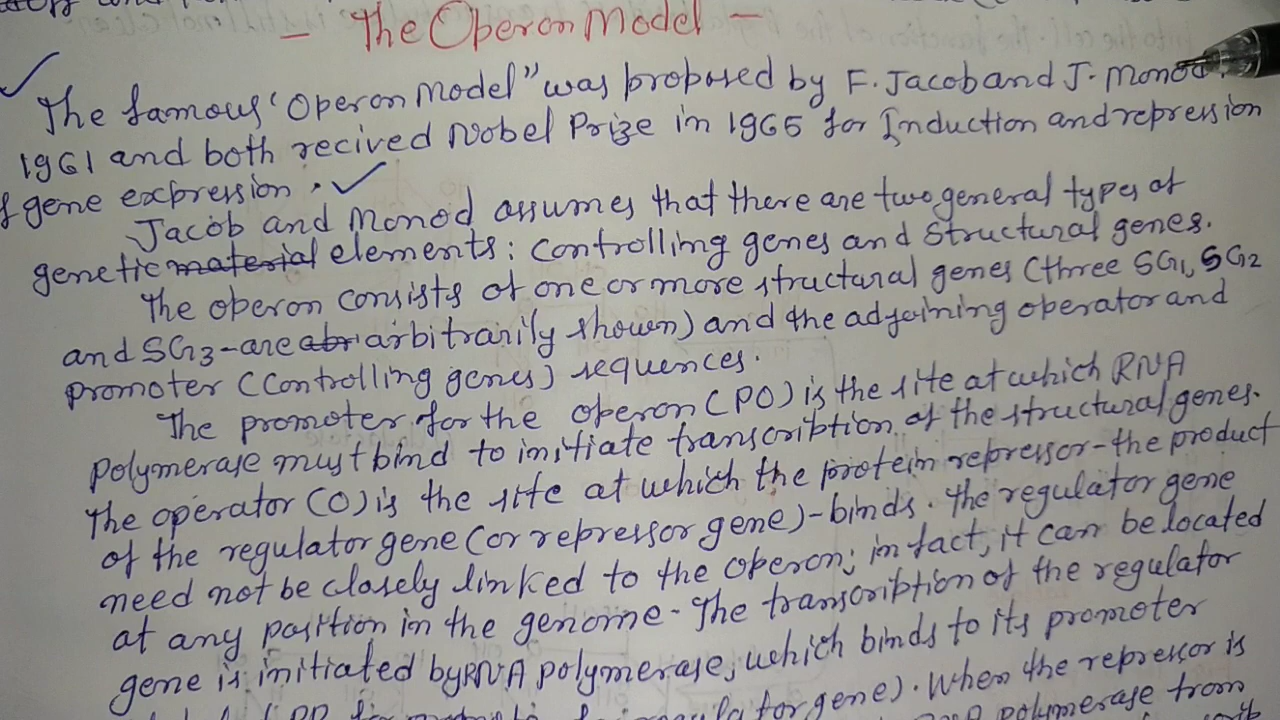 - The Operon Model -
The famous 'Operon Model" was proposed by F. Jacob and J. Monod
1961 and both recived Nobel Prize in 1965 for Induction and repression
of gene expression.
Jacob and Monod assumes that there are two general types of
genetic material elements: Controlling genes and Structural genes.
The operon consists of one or more structural genes (three SG1, SG2
and SG3-are abr arbitrarily shown) and the adjoining operator and
promoter (Controlling genes) sequences.
The promoter for the operon (PO) is the site at which RNA
polymerase must bind to initiate transcription of the structural genes.
The operator (O) is the site at which the protein repressor-the product
of the regulator gene (or repressor gene)-binds. The regulator gene
need not be closely linked to the operon; in fact, it can be located
at any position in the genome - The transcription of the regulator
gene is initiated by RNA polymerase, which binds to its promoter
regulator gene). When the repressor is
RNA polymerase from